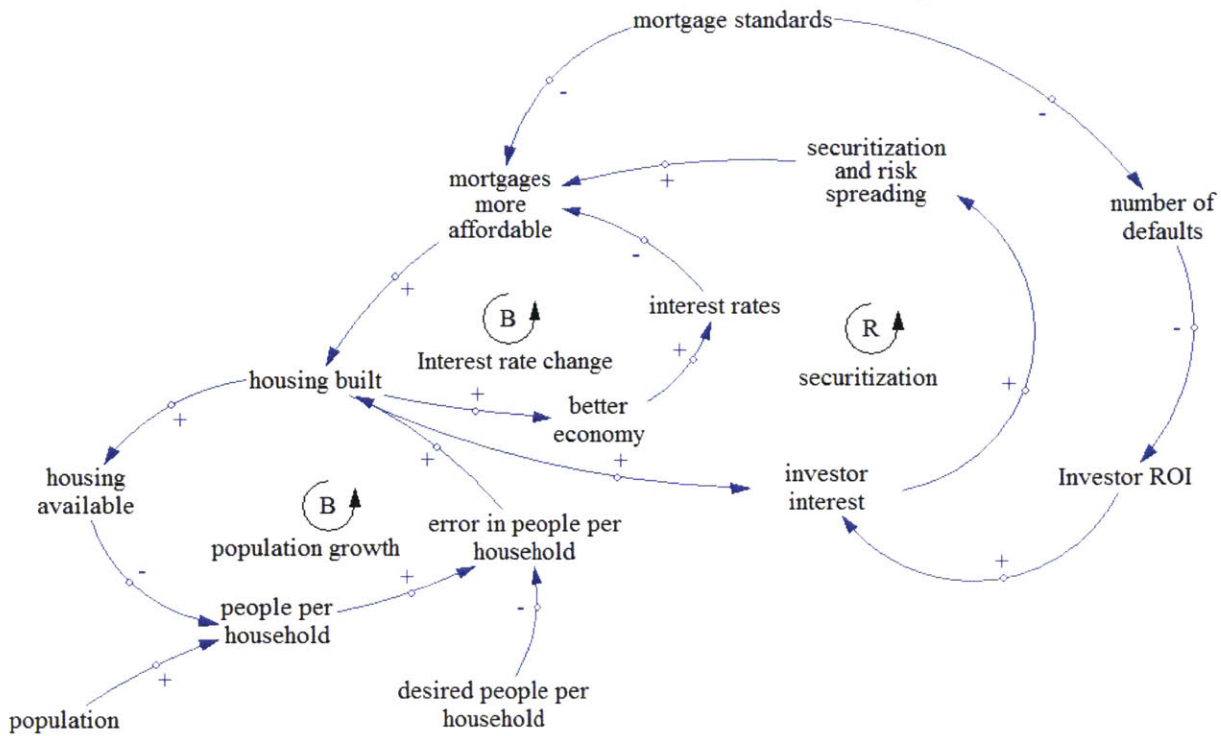 mortgage standards
-
-
securitization
and risk
spreading
+
mortgages
more
affordable
number of
defaults
-
+
interest rates
B
R
-
Interest rate change
+
securitization
housing built
+
+
+
better
economy
+
+
+
housing
available
investor
interest
Investor ROI
B
error in people per
household
population growth
+
+
-
people per
household
-
+
desired people per
household
population